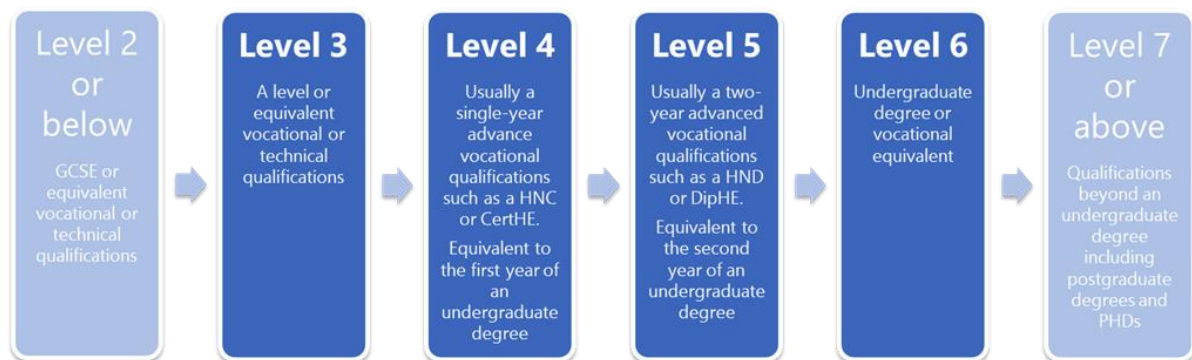 Level 2
or
below
GCSE or
equivalent
vocational or
technical
qualifications
Level 3
A level or
equivalent
vocational or
technical
qualifications
Level 4
Usually a
single-year
advance
vocational
qualifications
such as a HNC
or CertHE.
Equivalent to
the first year of
an
undergraduate
degree
Level 5
Usually a two-
year advanced
vocational
qualifications
such as a HND
or DipHE.
Equivalent to
the second
year of an
undergraduate
degree
Level 6
Undergraduate
degree or
vocational
equivalent
Level 7
or
above
Qualifications
beyond an
undergraduate
degree
including
postgraduate
degrees and
PHDs